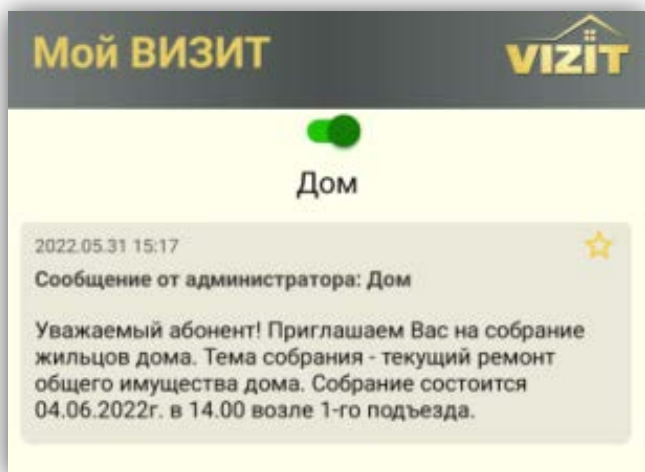 Мой ВИЗИТ
VIZIT
Дом
2022.05.31 15:17
Сообщение от администратора: Дом
Уважаемый абонент! Приглашаем Вас на собрание
жильцов дома. Тема собрания - текущий ремонт
общего имущества дома. Собрание состоится
04.06.2022г. в 14.00 возле 1-го подъезда.